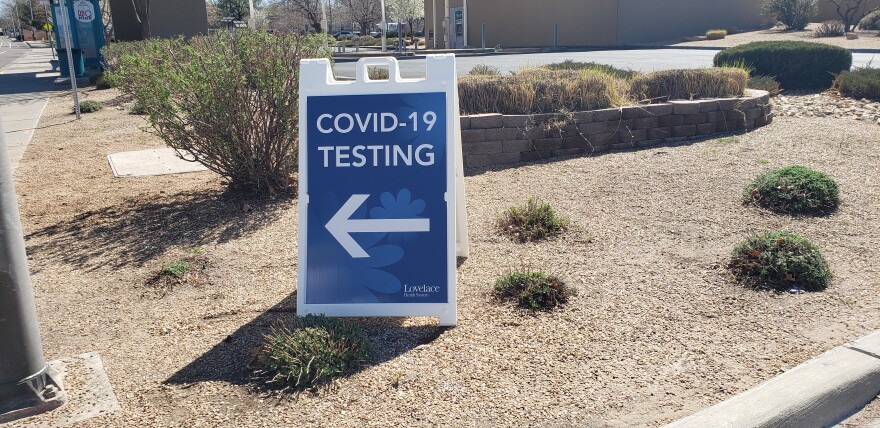 COVID-19
TESTING
Lovelace
Health System